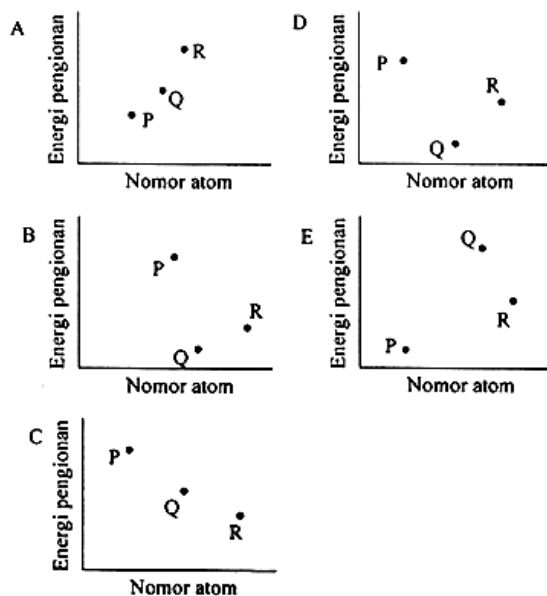 A
Energi pengionan
R
Q
P
Nomor atom
B
Energi pengionan
P
Q
R
Nomor atom
C
Energi pengionan
P
Q
R
Nomor atom
D
Energi pengionan
P
R
Q
Nomor atom
E
Energi pengionan
Q
R
P
Nomor atom